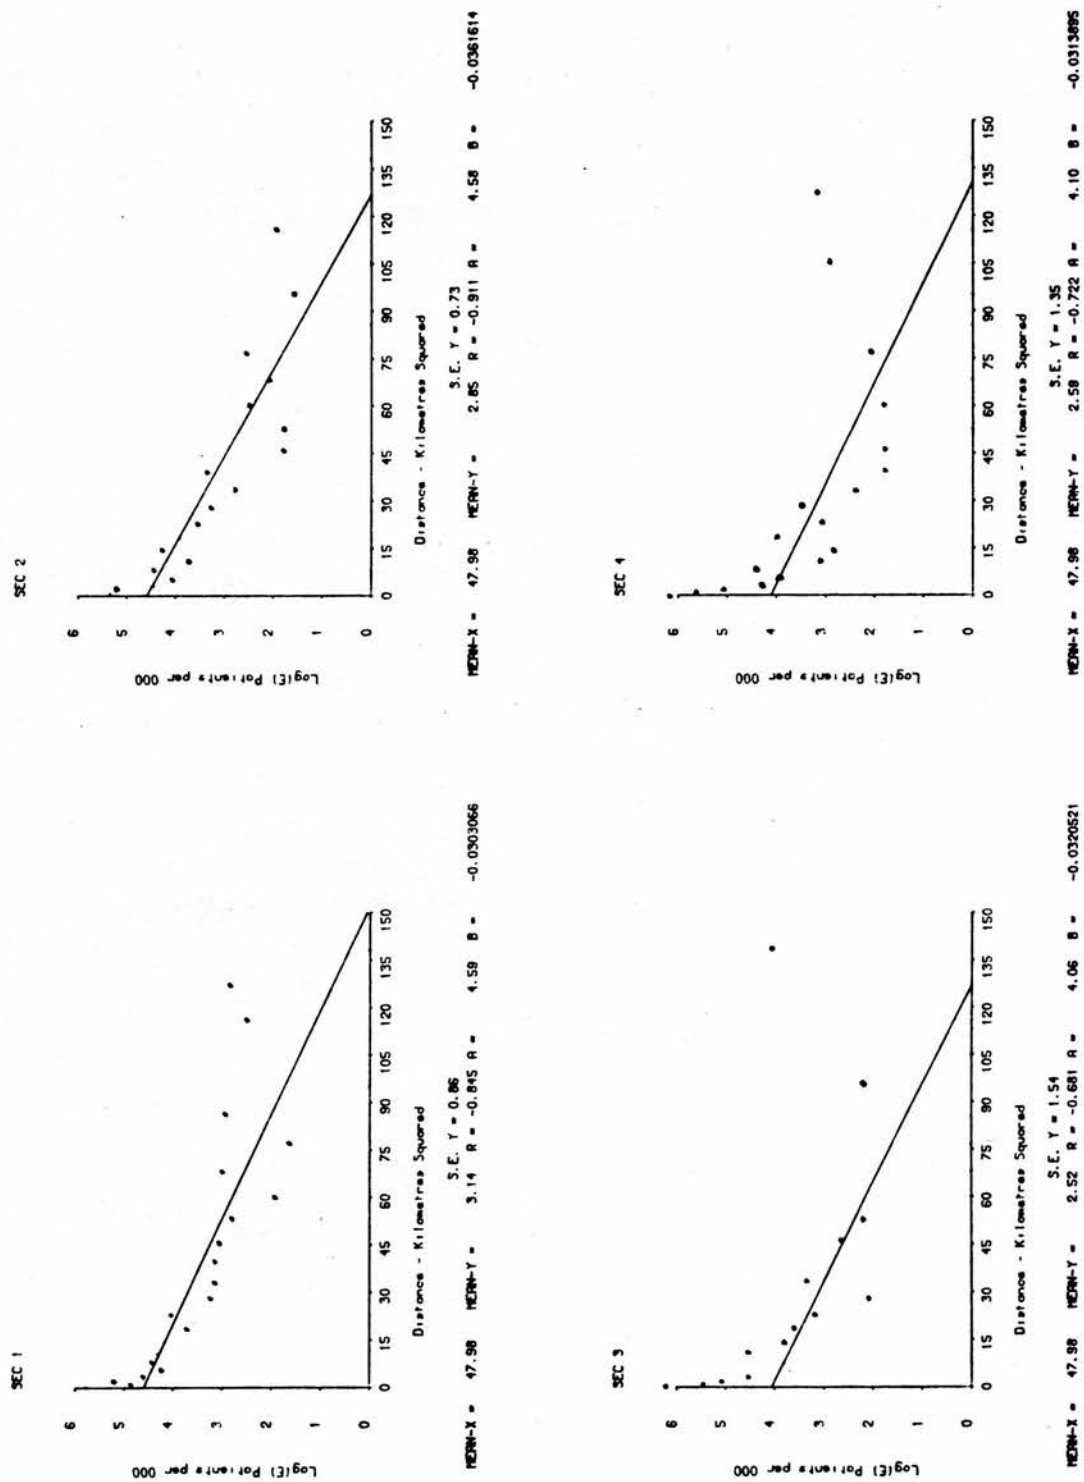 SEC 1
Log(E) Patients per 000
6
5
4
3
2
1
0
0 15 30 45 60 75 90 105 120 135 150
Distance - Kilometres Squared
S.E. Y = 0.86
MEAN-X = 47.98 MEAN-Y = 3.14 R = -0.845 A = 4.59 B = -0.0303066
SEC 2
Log(E) Patients per 000
6
5
4
3
2
1
0
0 15 30 45 60 75 90 105 120 135 150
Distance - Kilometres Squared
S.E. Y = 0.73
MEAN-X = 47.98 MEAN-Y = 2.85 R = -0.911 A = 4.58 B = -0.0361614
SEC 3
Log(E) Patients per 000
6
5
4
3
2
1
0
0 15 30 45 60 75 90 105 120 135 150
Distance - Kilometres Squared
S.E. Y = 1.54
MEAN-X = 47.98 MEAN-Y = 2.52 R = -0.681 A = 4.06 B = -0.0320521
SEC 4
Log(E) Patients per 000
6
5
4
3
2
1
0
0 15 30 45 60 75 90 105 120 135 150
Distance - Kilometres Squared
S.E. Y = 1.35
MEAN-X = 47.98 MEAN-Y = 2.59 R = -0.722 A = 4.10 B = -0.0313895